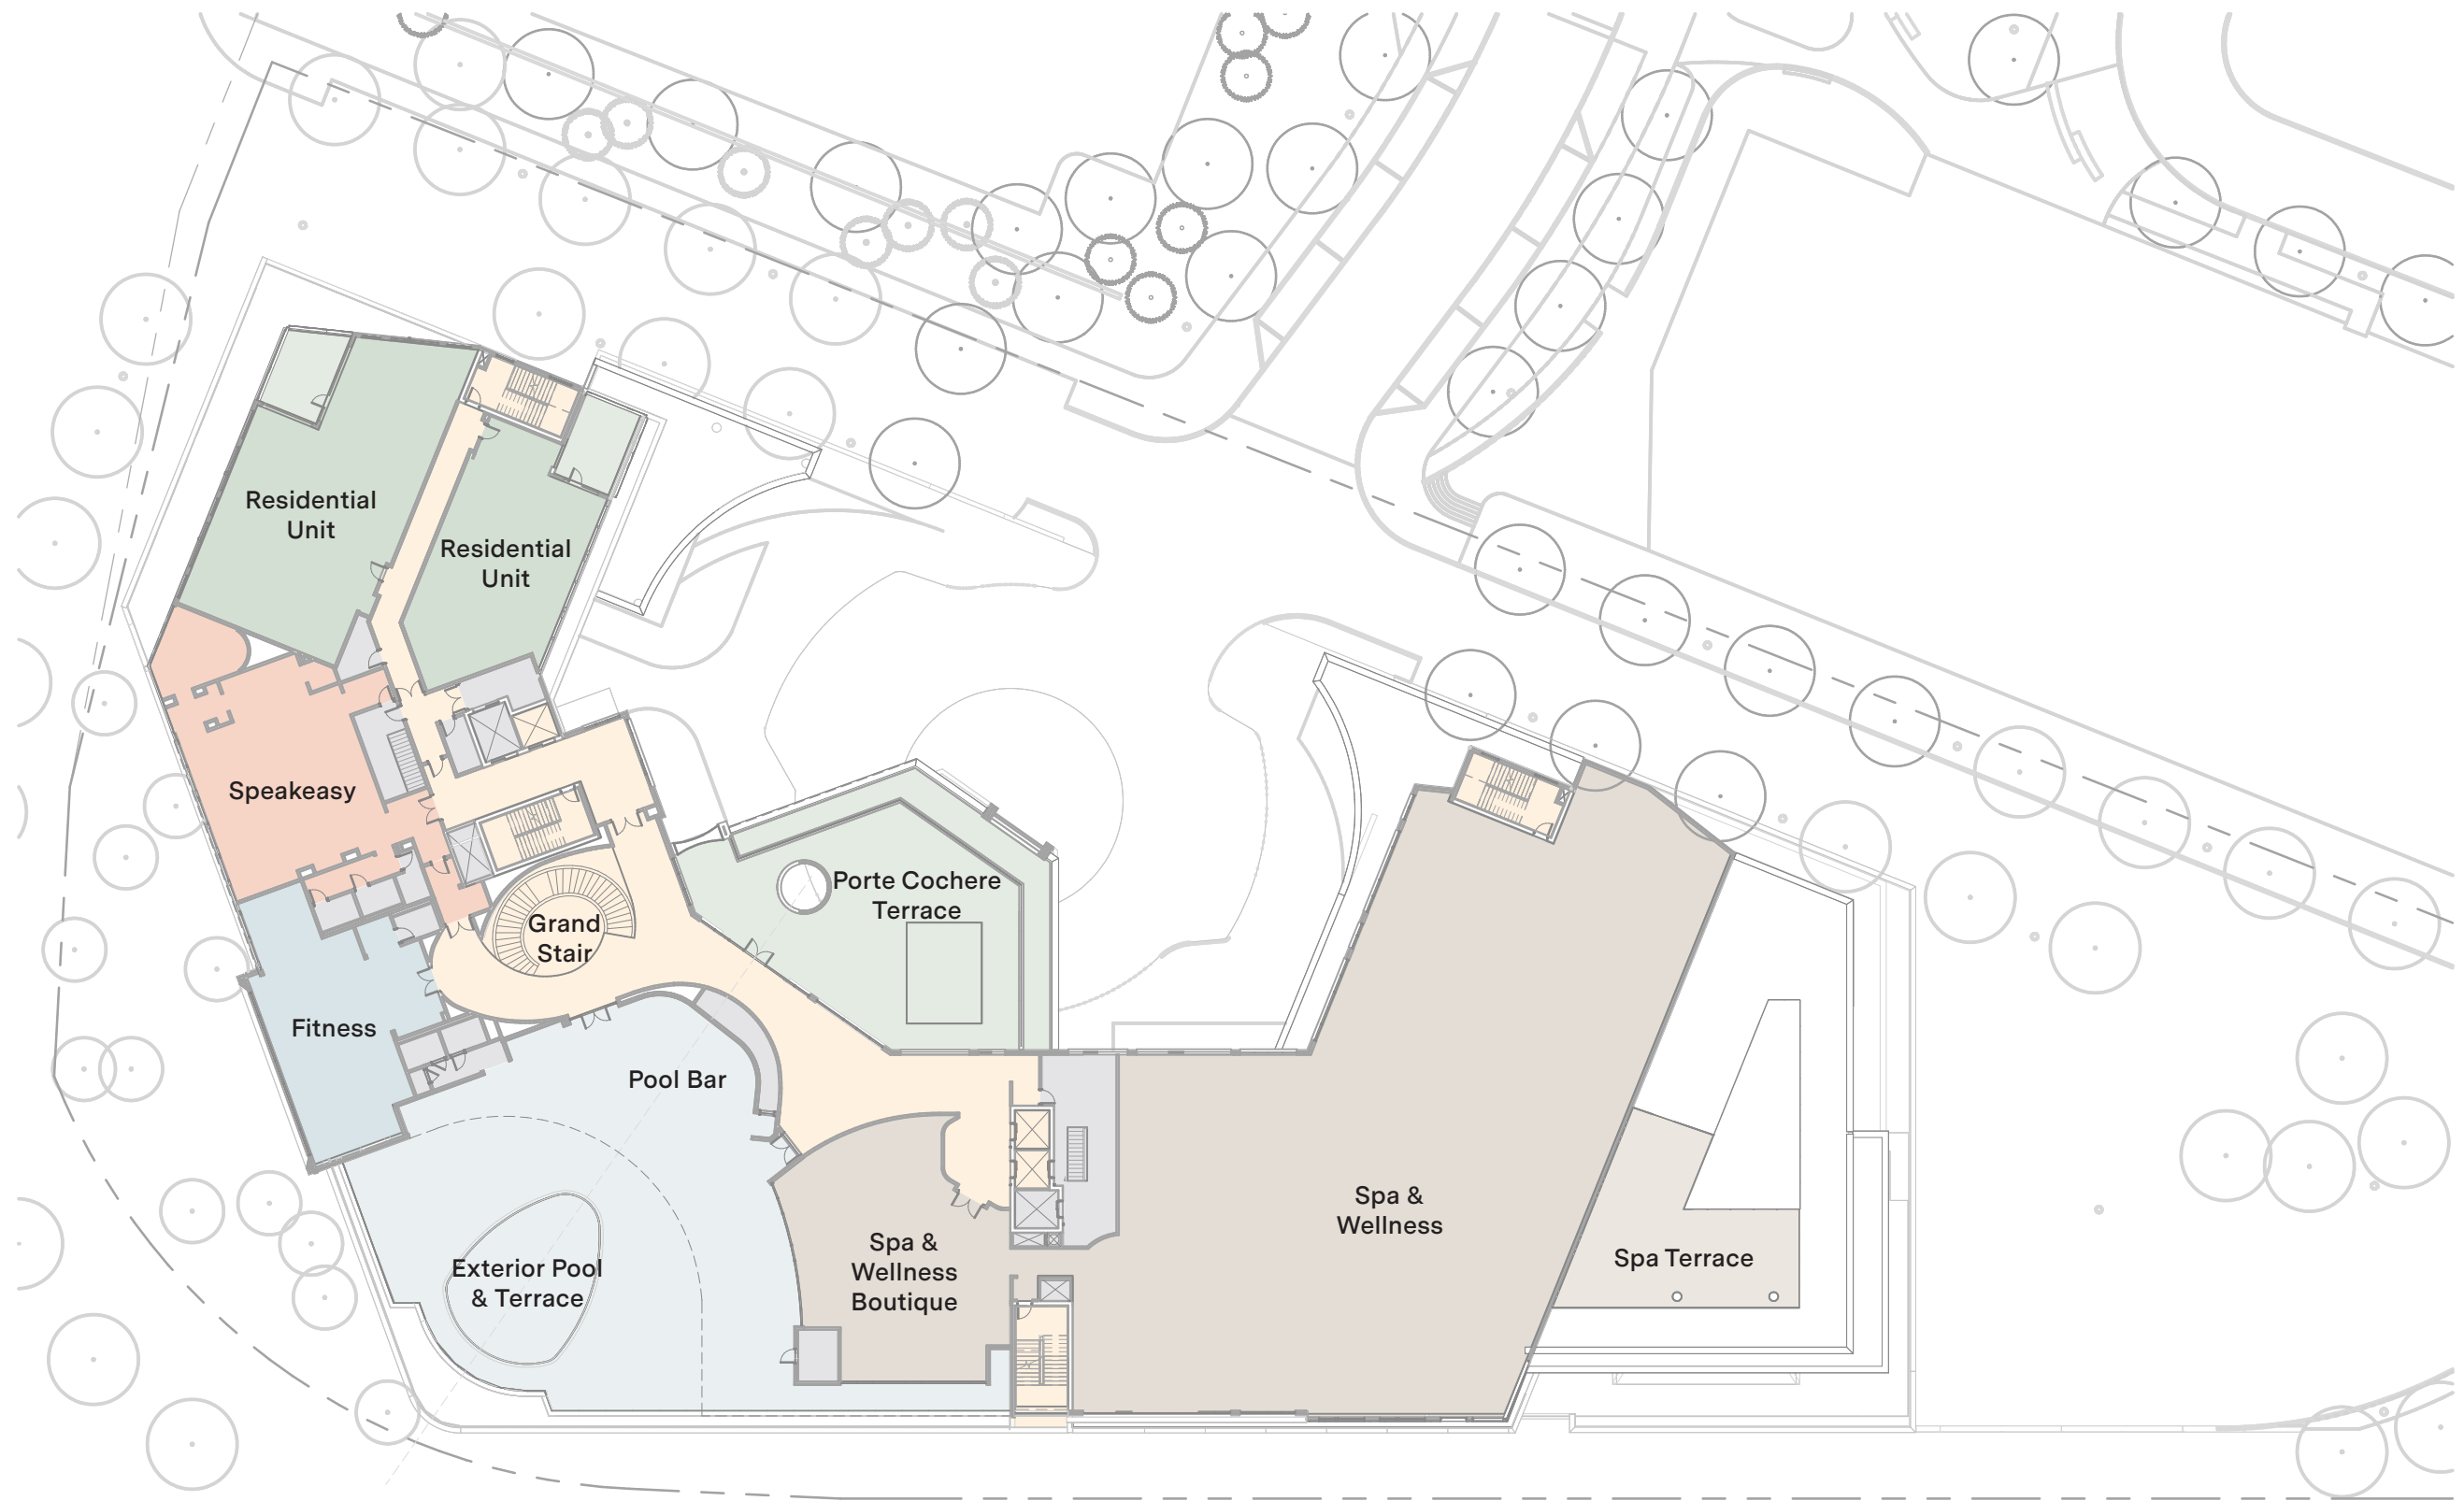 Residential
Unit
Residential
Unit
Speakeasy
Porte Cochere
Terrace
Grand
Stair
Fitness
Pool Bar
Spa &
Wellness
Spa &
Wellness
Boutique
Spa Terrace
Exterior Pool
& Terrace